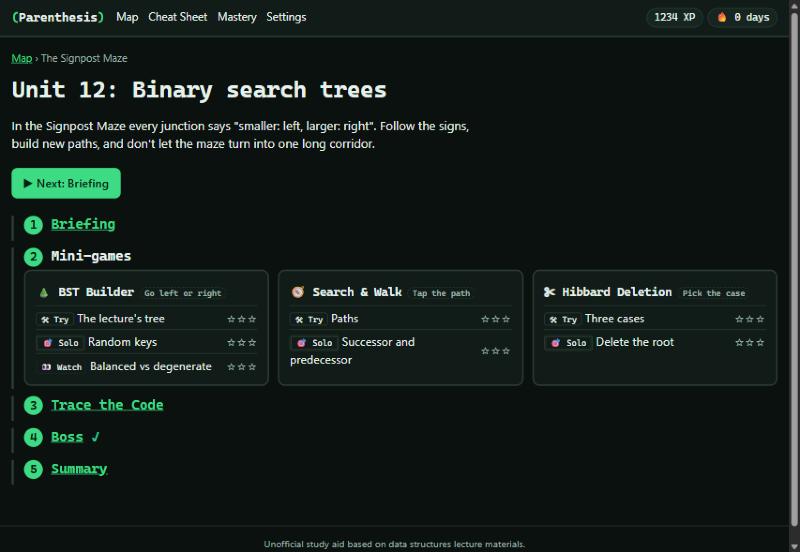 (Parenthesis) Map Cheat Sheet Mastery Settings 1234 XP 🔥 0 days
Map › The Signpost Maze
Unit 12: Binary search trees
In the Signpost Maze every junction says "smaller: left, larger: right". Follow the signs,
build new paths, and don't let the maze turn into one long corridor.
▶ Next: Briefing
1 Briefing
2 Mini-games
BST Builder Go left or right
Try The lecture's tree ☆☆☆
Solo Random keys ☆☆☆
Watch Balanced vs degenerate ☆☆☆
Search & Walk Tap the path
Try Paths ☆☆☆
Solo Successor and
predecessor ☆☆☆
Hibbard Deletion Pick the case
Try Three cases ☆☆☆
Solo Delete the root ☆☆☆
3 Trace the Code
4 Boss ✓
5 Summary
Unofficial study aid based on data structures lecture materials.